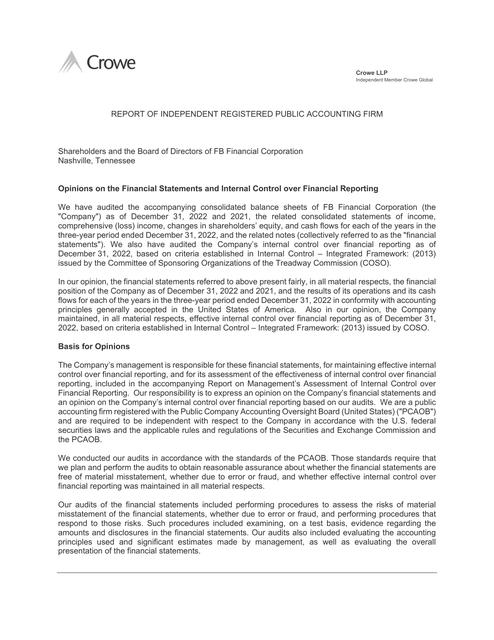 Crowe
Crowe LLP
Independent Member Crowe Global
REPORT OF INDEPENDENT REGISTERED PUBLIC ACCOUNTING FIRM
Shareholders and the Board of Directors of FB Financial Corporation
Nashville, Tennessee
Opinions on the Financial Statements and Internal Control over Financial Reporting
We have audited the accompanying consolidated balance sheets of FB Financial Corporation (the
"Company") as of December 31, 2022 and 2021, the related consolidated statements of income,
comprehensive (loss) income, changes in shareholders' equity, and cash flows for each of the years in the
three-year period ended December 31, 2022, and the related notes (collectively referred to as the "financial
statements"). We also have audited the Company's internal control over financial reporting as of
December 31, 2022, based on criteria established in Internal Control – Integrated Framework: (2013)
issued by the Committee of Sponsoring Organizations of the Treadway Commission (COSO).
In our opinion, the financial statements referred to above present fairly, in all material respects, the financial
position of the Company as of December 31, 2022 and 2021, and the results of its operations and its cash
flows for each of the years in the three-year period ended December 31, 2022 in conformity with accounting
principles generally accepted in the United States of America. Also in our opinion, the Company
maintained, in all material respects, effective internal control over financial reporting as of December 31,
2022, based on criteria established in Internal Control – Integrated Framework: (2013) issued by COSO.
Basis for Opinions
The Company's management is responsible for these financial statements, for maintaining effective internal
control over financial reporting, and for its assessment of the effectiveness of internal control over financial
reporting, included in the accompanying Report on Management's Assessment of Internal Control over
Financial Reporting. Our responsibility is to express an opinion on the Company's financial statements and
an opinion on the Company's internal control over financial reporting based on our audits. We are a public
accounting firm registered with the Public Company Accounting Oversight Board (United States) ("PCAOB")
and are required to be independent with respect to the Company in accordance with the U.S. federal
securities laws and the applicable rules and regulations of the Securities and Exchange Commission and
the PCAOB.
We conducted our audits in accordance with the standards of the PCAOB. Those standards require that
we plan and perform the audits to obtain reasonable assurance about whether the financial statements are
free of material misstatement, whether due to error or fraud, and whether effective internal control over
financial reporting was maintained in all material respects.
Our audits of the financial statements included performing procedures to assess the risks of material
misstatement of the financial statements, whether due to error or fraud, and performing procedures that
respond to those risks. Such procedures included examining, on a test basis, evidence regarding the
amounts and disclosures in the financial statements. Our audits also included evaluating the accounting
principles used and significant estimates made by management, as well as evaluating the overall
presentation of the financial statements.